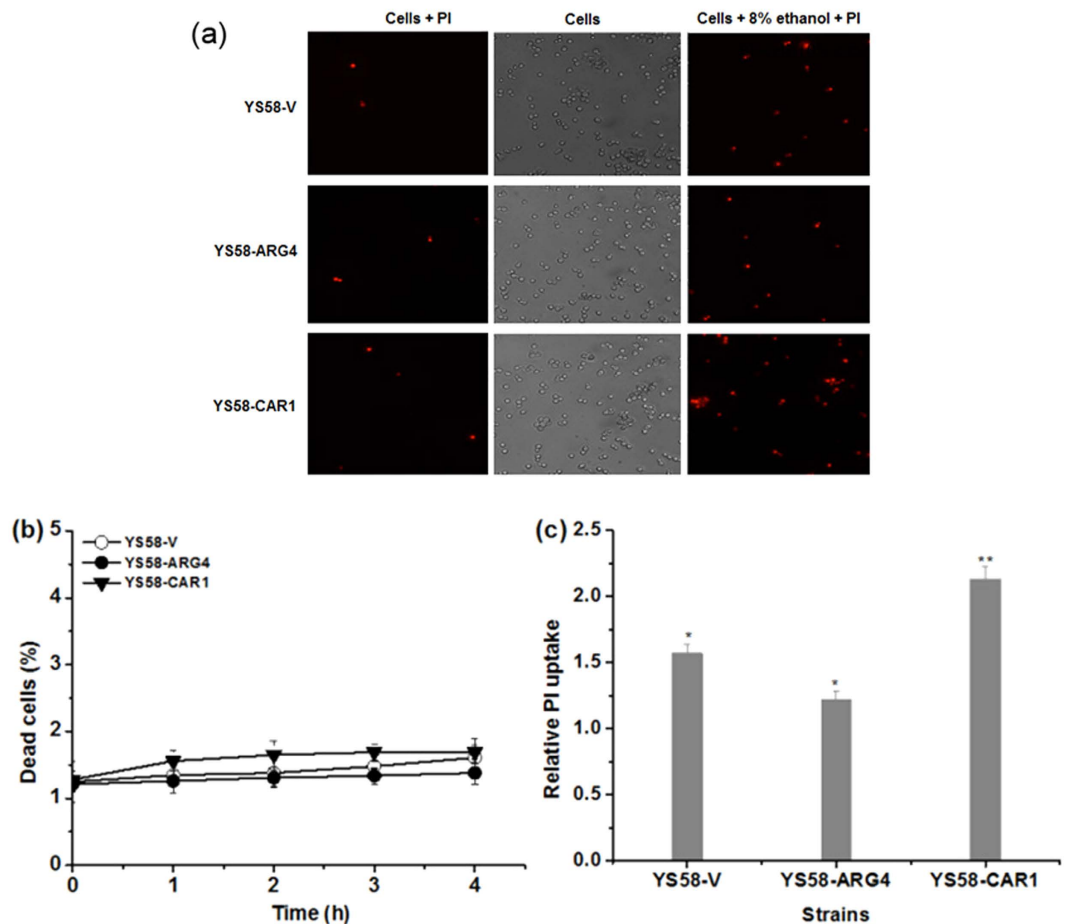 (a)
Cells + PI
Cells
Cells + 8% ethanol + PI
YS58-V
YS58-ARG4
YS58-CAR1
(b)
5
4
3
2
1
0
Dead cells (%)
YS58-V
YS58-ARG4
YS58-CAR1
0
1
2
3
4
Time (h)
(c)
2.5
2.0
1.5
1.0
0.5
0.0
Relative PI uptake
*
*
**
YS58-V
YS58-ARG4
YS58-CAR1
Strains